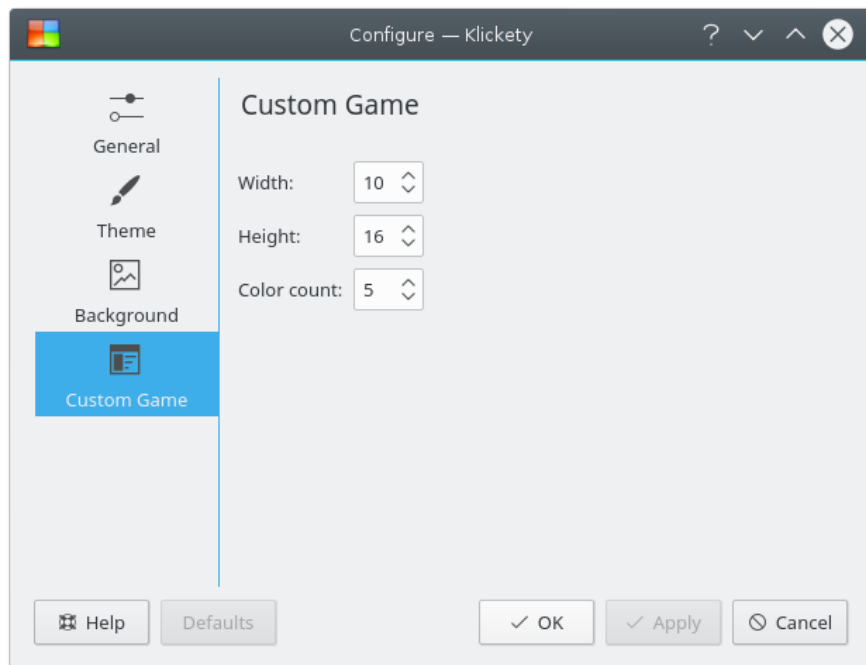 Configure — Klickety
General
Theme
Background
Custom Game
Custom Game
Width: 10
Height: 16
Color count: 5
Help Defaults OK Apply Cancel